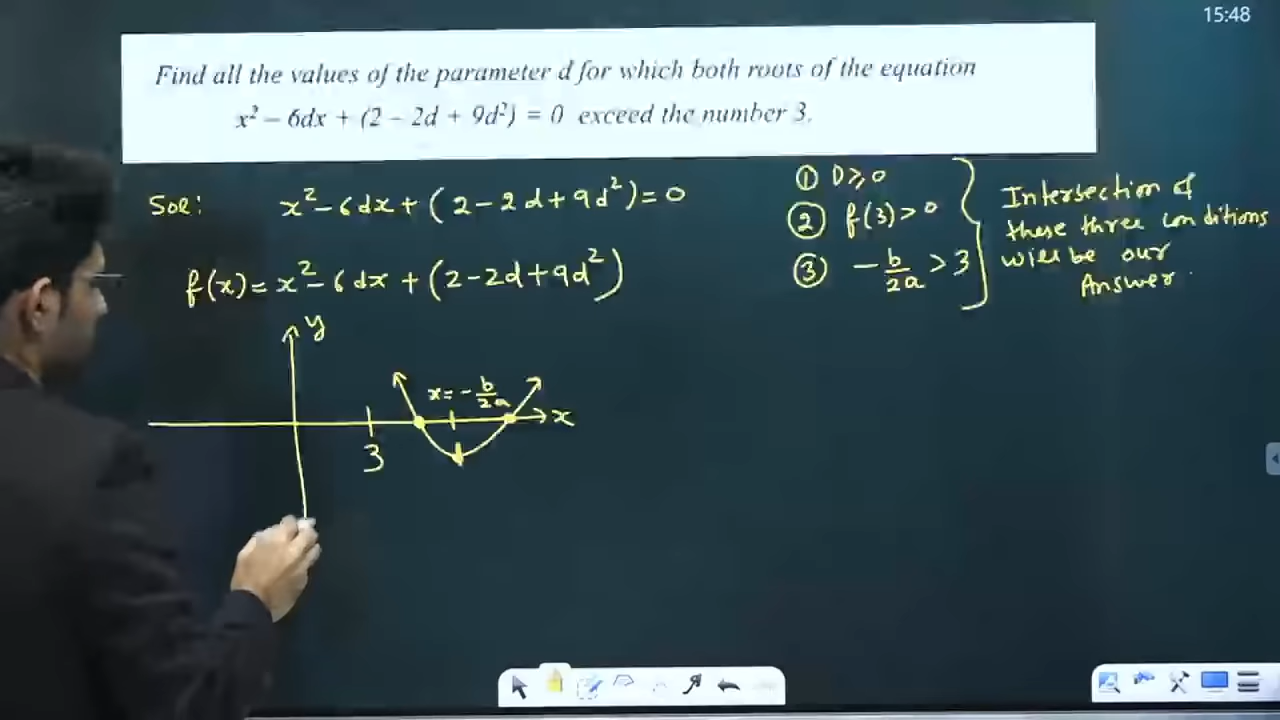 15:48
Find all the values of the parameter d for which both roots of the equation
x² – 6dx + (2 – 2d + 9d²) = 0 exceed the number 3.
Sol: x²-6dx+(2-2d+9d²)=0
f(x)=x²-6dx+(2-2d+9d²)
y
x=-b/2a
x
3
① D≥0
② f(3)>0
③ -b/2a >3
Intersection of
these three conditions
will be our
Answer.